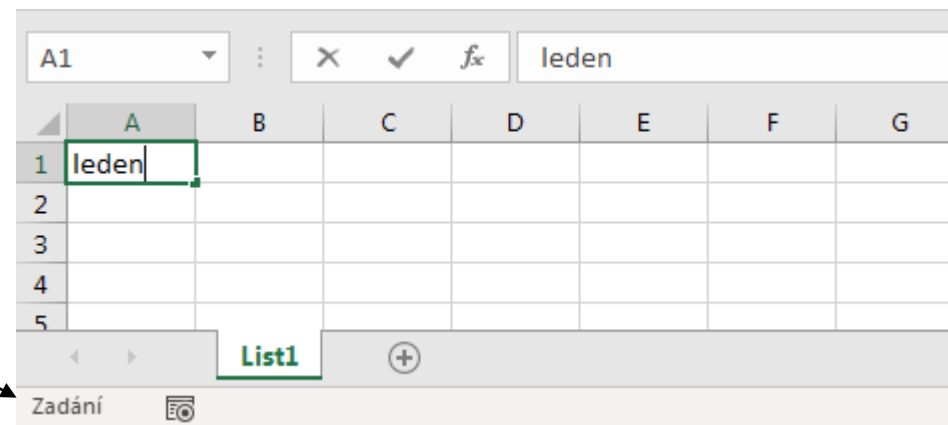 A1 fx leden
A B C D E F G
1 leden
2
3
4
5
List1
Zadání